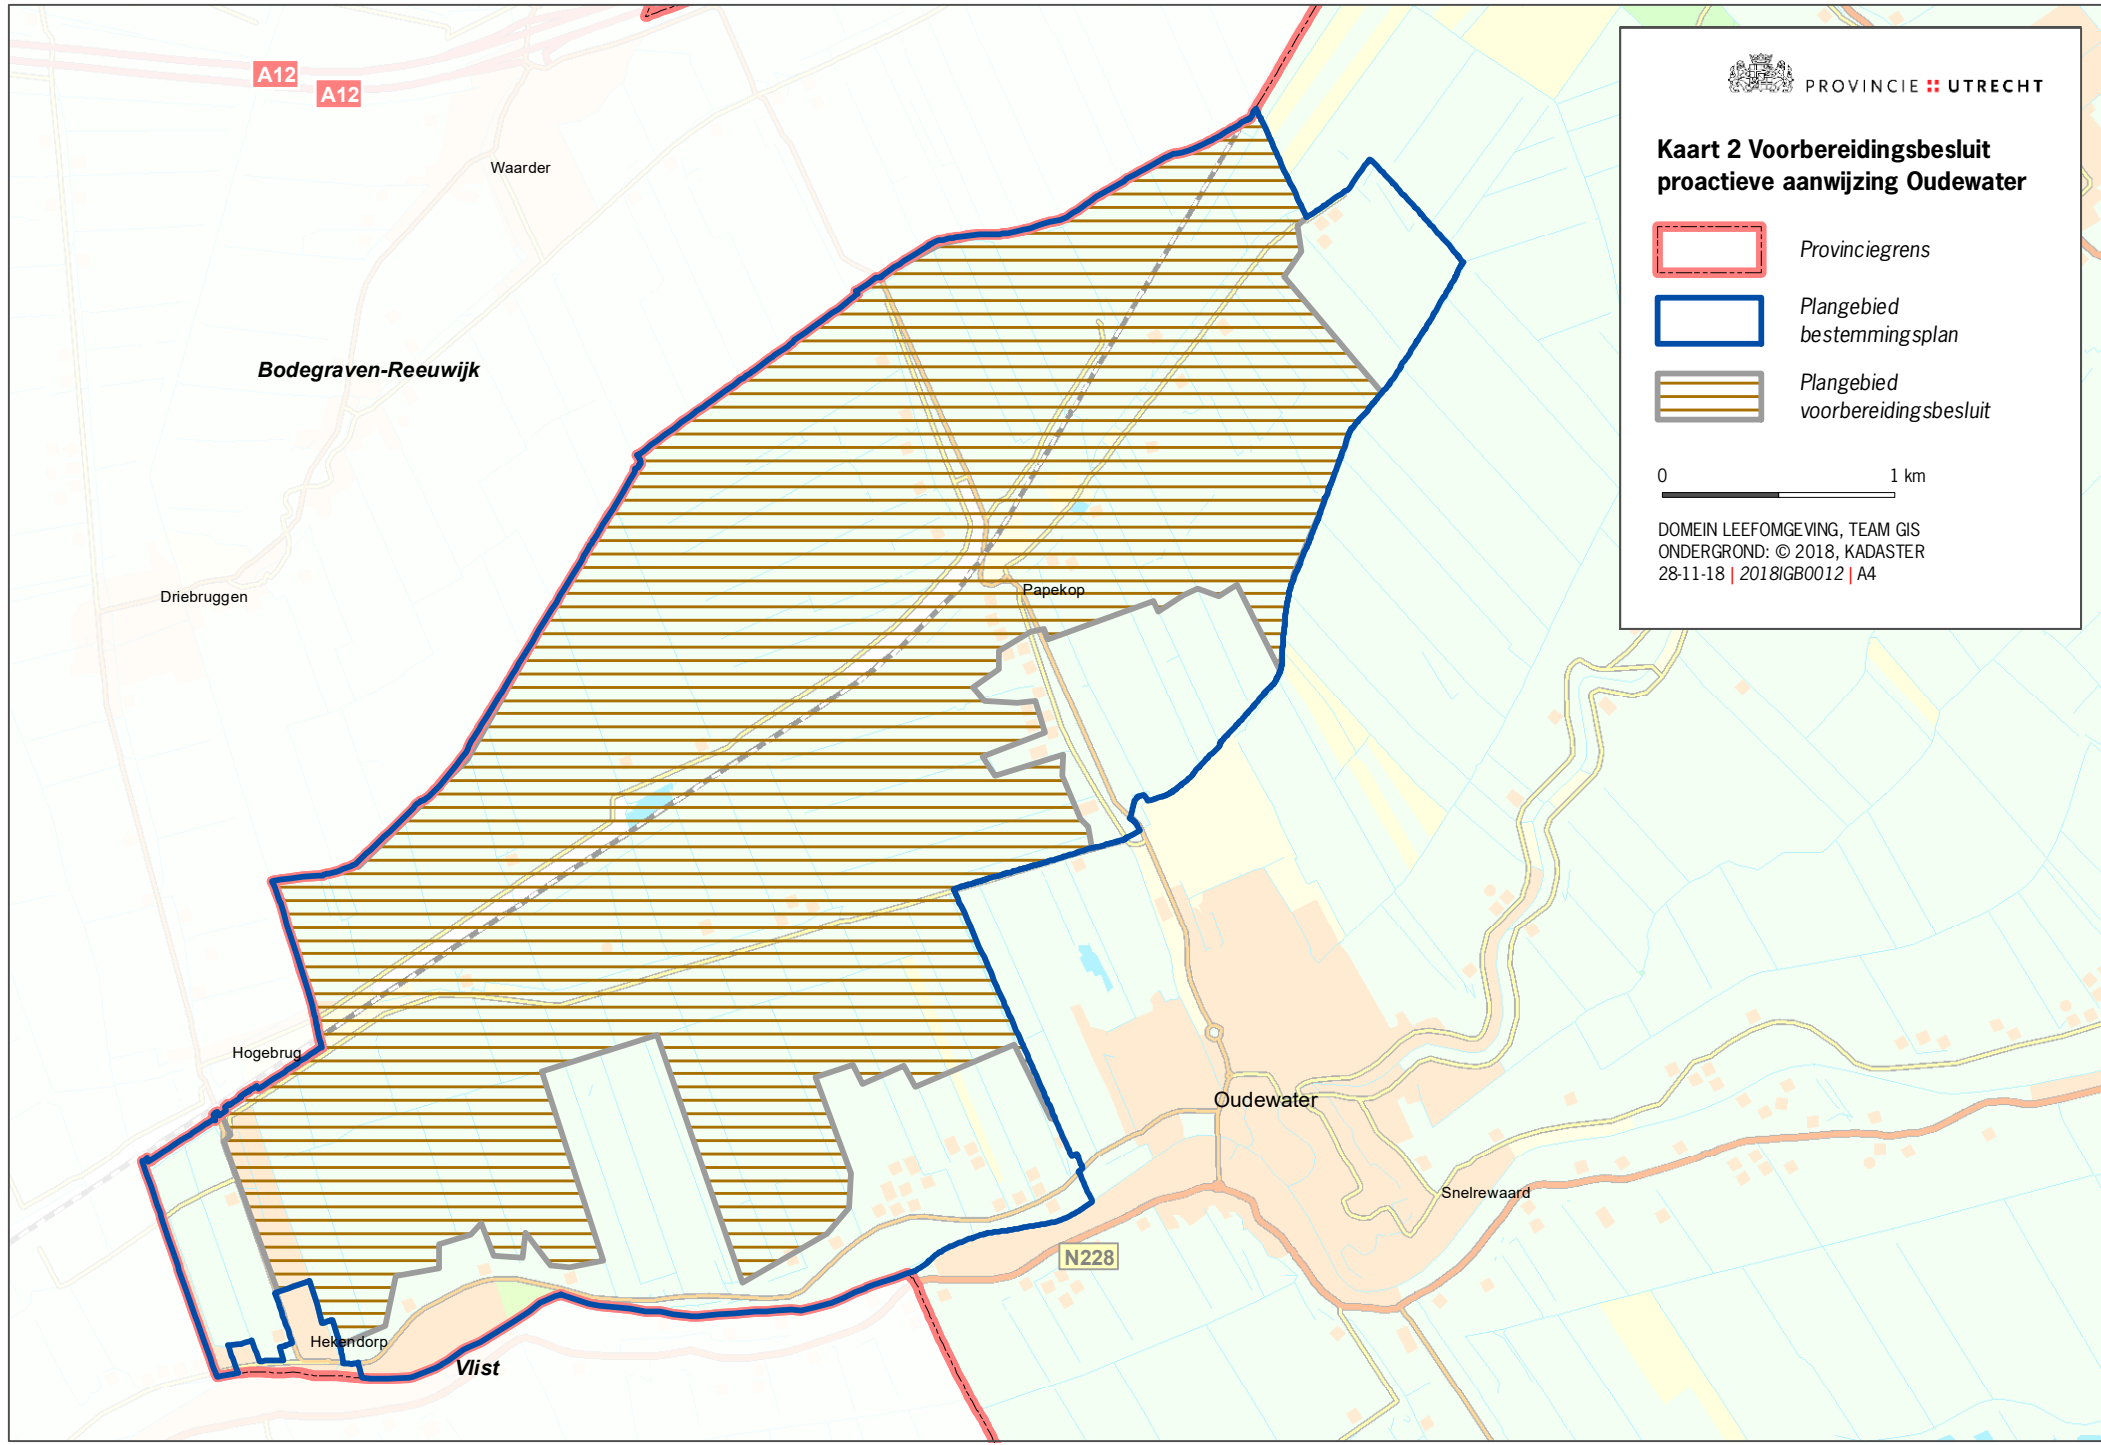 A12
A12
Waarder
Bodegraven-Reeuwijk
Driebruggen
Papekop
Hogebrug
Oudewater
Snelrewaard
N228
Hekendorp
Vlist
PROVINCIE UTRECHT
Kaart 2 Voorbereidingsbesluit
proactieve aanwijzing Oudewater
Provinciegrens
Plangebied
bestemmingsplan
Plangebied
voorbereidingsbesluit
0 1 km
DOMEIN LEEFOMGEVING, TEAM GIS
ONDERGROND: © 2018, KADASTER
28-11-18 | 2018IGB0012 | A4